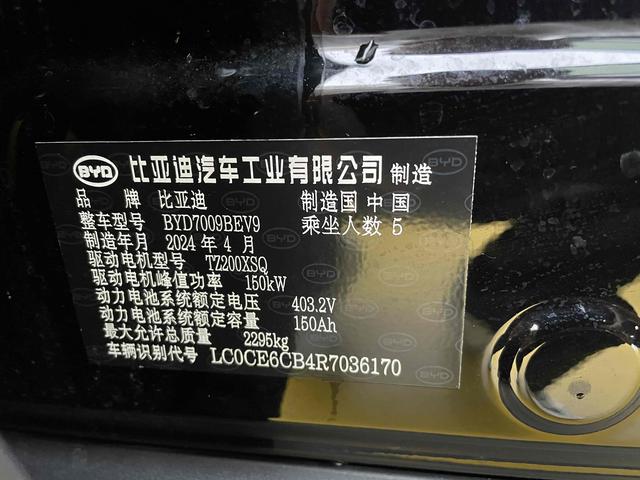 BYD 比亚迪汽车工业有限公司 制造
品 牌 比亚迪 制造国 中国
整车型号 BYD7009BEV9 乘坐人数 5
制造年月 2024 年 4 月
驱动电机型号 TZ200XSQ
驱动电机峰值功率 150kW
动力电池系统额定电压 403.2V
动力电池系统额定容量 150Ah
最大允许总质量 2295kg
车辆识别代号 LC0CE6CB4R7036170